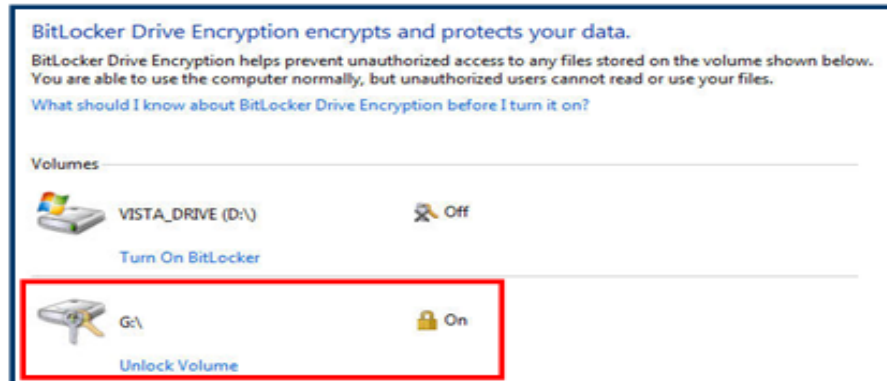 BitLocker Drive Encryption encrypts and protects your data.
BitLocker Drive Encryption helps prevent unauthorized access to any files stored on the volume shown below.
You are able to use the computer normally, but unauthorized users cannot read or use your files.
What should I know about BitLocker Drive Encryption before I turn it on?
Volumes
VISTA_DRIVE (D:\) Off
Turn On BitLocker
G:\ On
Unlock Volume